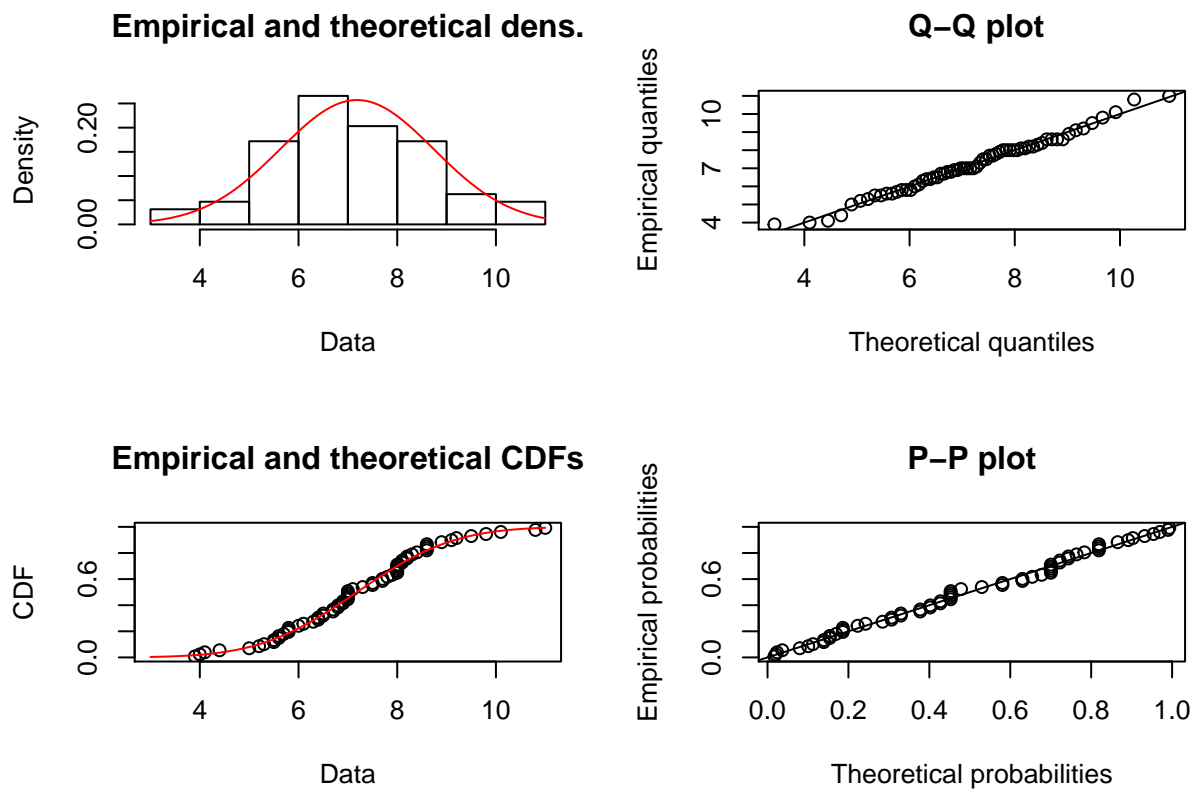 Empirical and theoretical dens.
Density
0.00 0.20
4 6 8 10
Data
Q−Q plot
Empirical quantiles
4 7 10
4 6 8 10
Theoretical quantiles
Empirical and theoretical CDFs
CDF
0.0 0.6
4 6 8 10
Data
P−P plot
Empirical probabilities
0.0 0.6
0.0 0.2 0.4 0.6 0.8 1.0
Theoretical probabilities